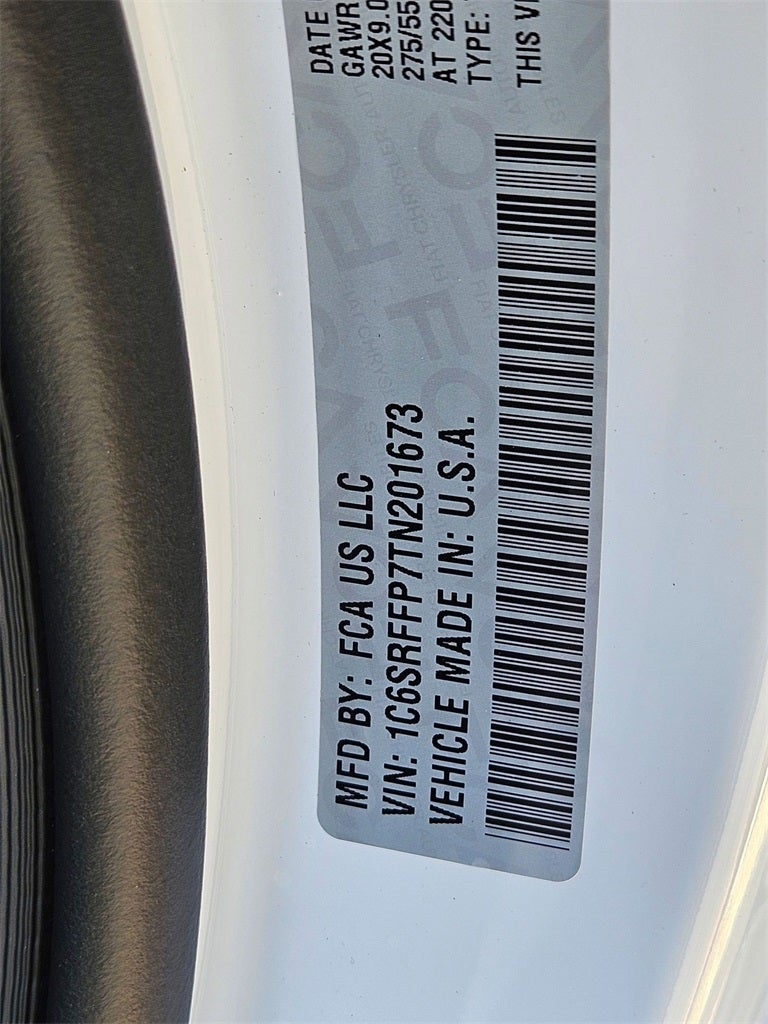 MFD BY: FCA US LLC
VIN: 1C6SRFFP7TN201673
VEHICLE MADE IN: U.S.A.
DATE
GAWR
20X9.0
275/55
AT 220
TYPE:
THIS